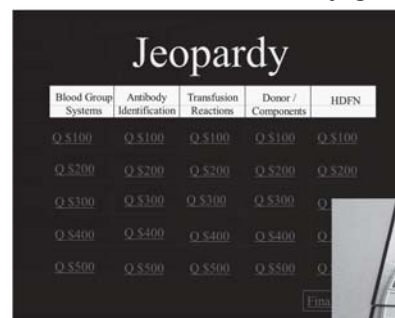 Jeopardy
Blood Group Systems
Antibody Identification
Transfusion Reactions
Donor / Components
HDFN
Q $100 Q $100 Q $100 Q $100 Q $100
Q $200 Q $200 Q $200 Q $200 Q $200
Q $300 Q $300 Q $300 Q $300 Q
Q $400 Q $400 Q $400 Q $400 Q
Q $500 Q $500 Q $500 Q $500 Q